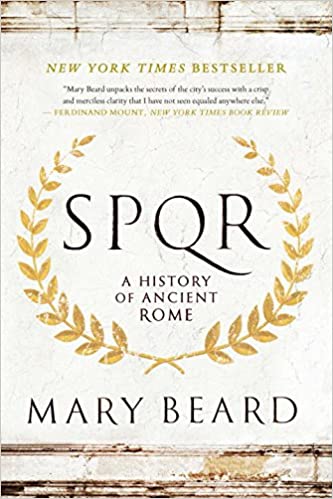 NEW YORK TIMES BESTSELLER
"Mary Beard unpacks the secrets of the city's success with a crisp
and merciless clarity that I have not seen equaled anywhere else."
— FERDINAND MOUNT, NEW YORK TIMES BOOK REVIEW
SPQR
A HISTORY
OF ANCIENT
ROME
MARY BEARD